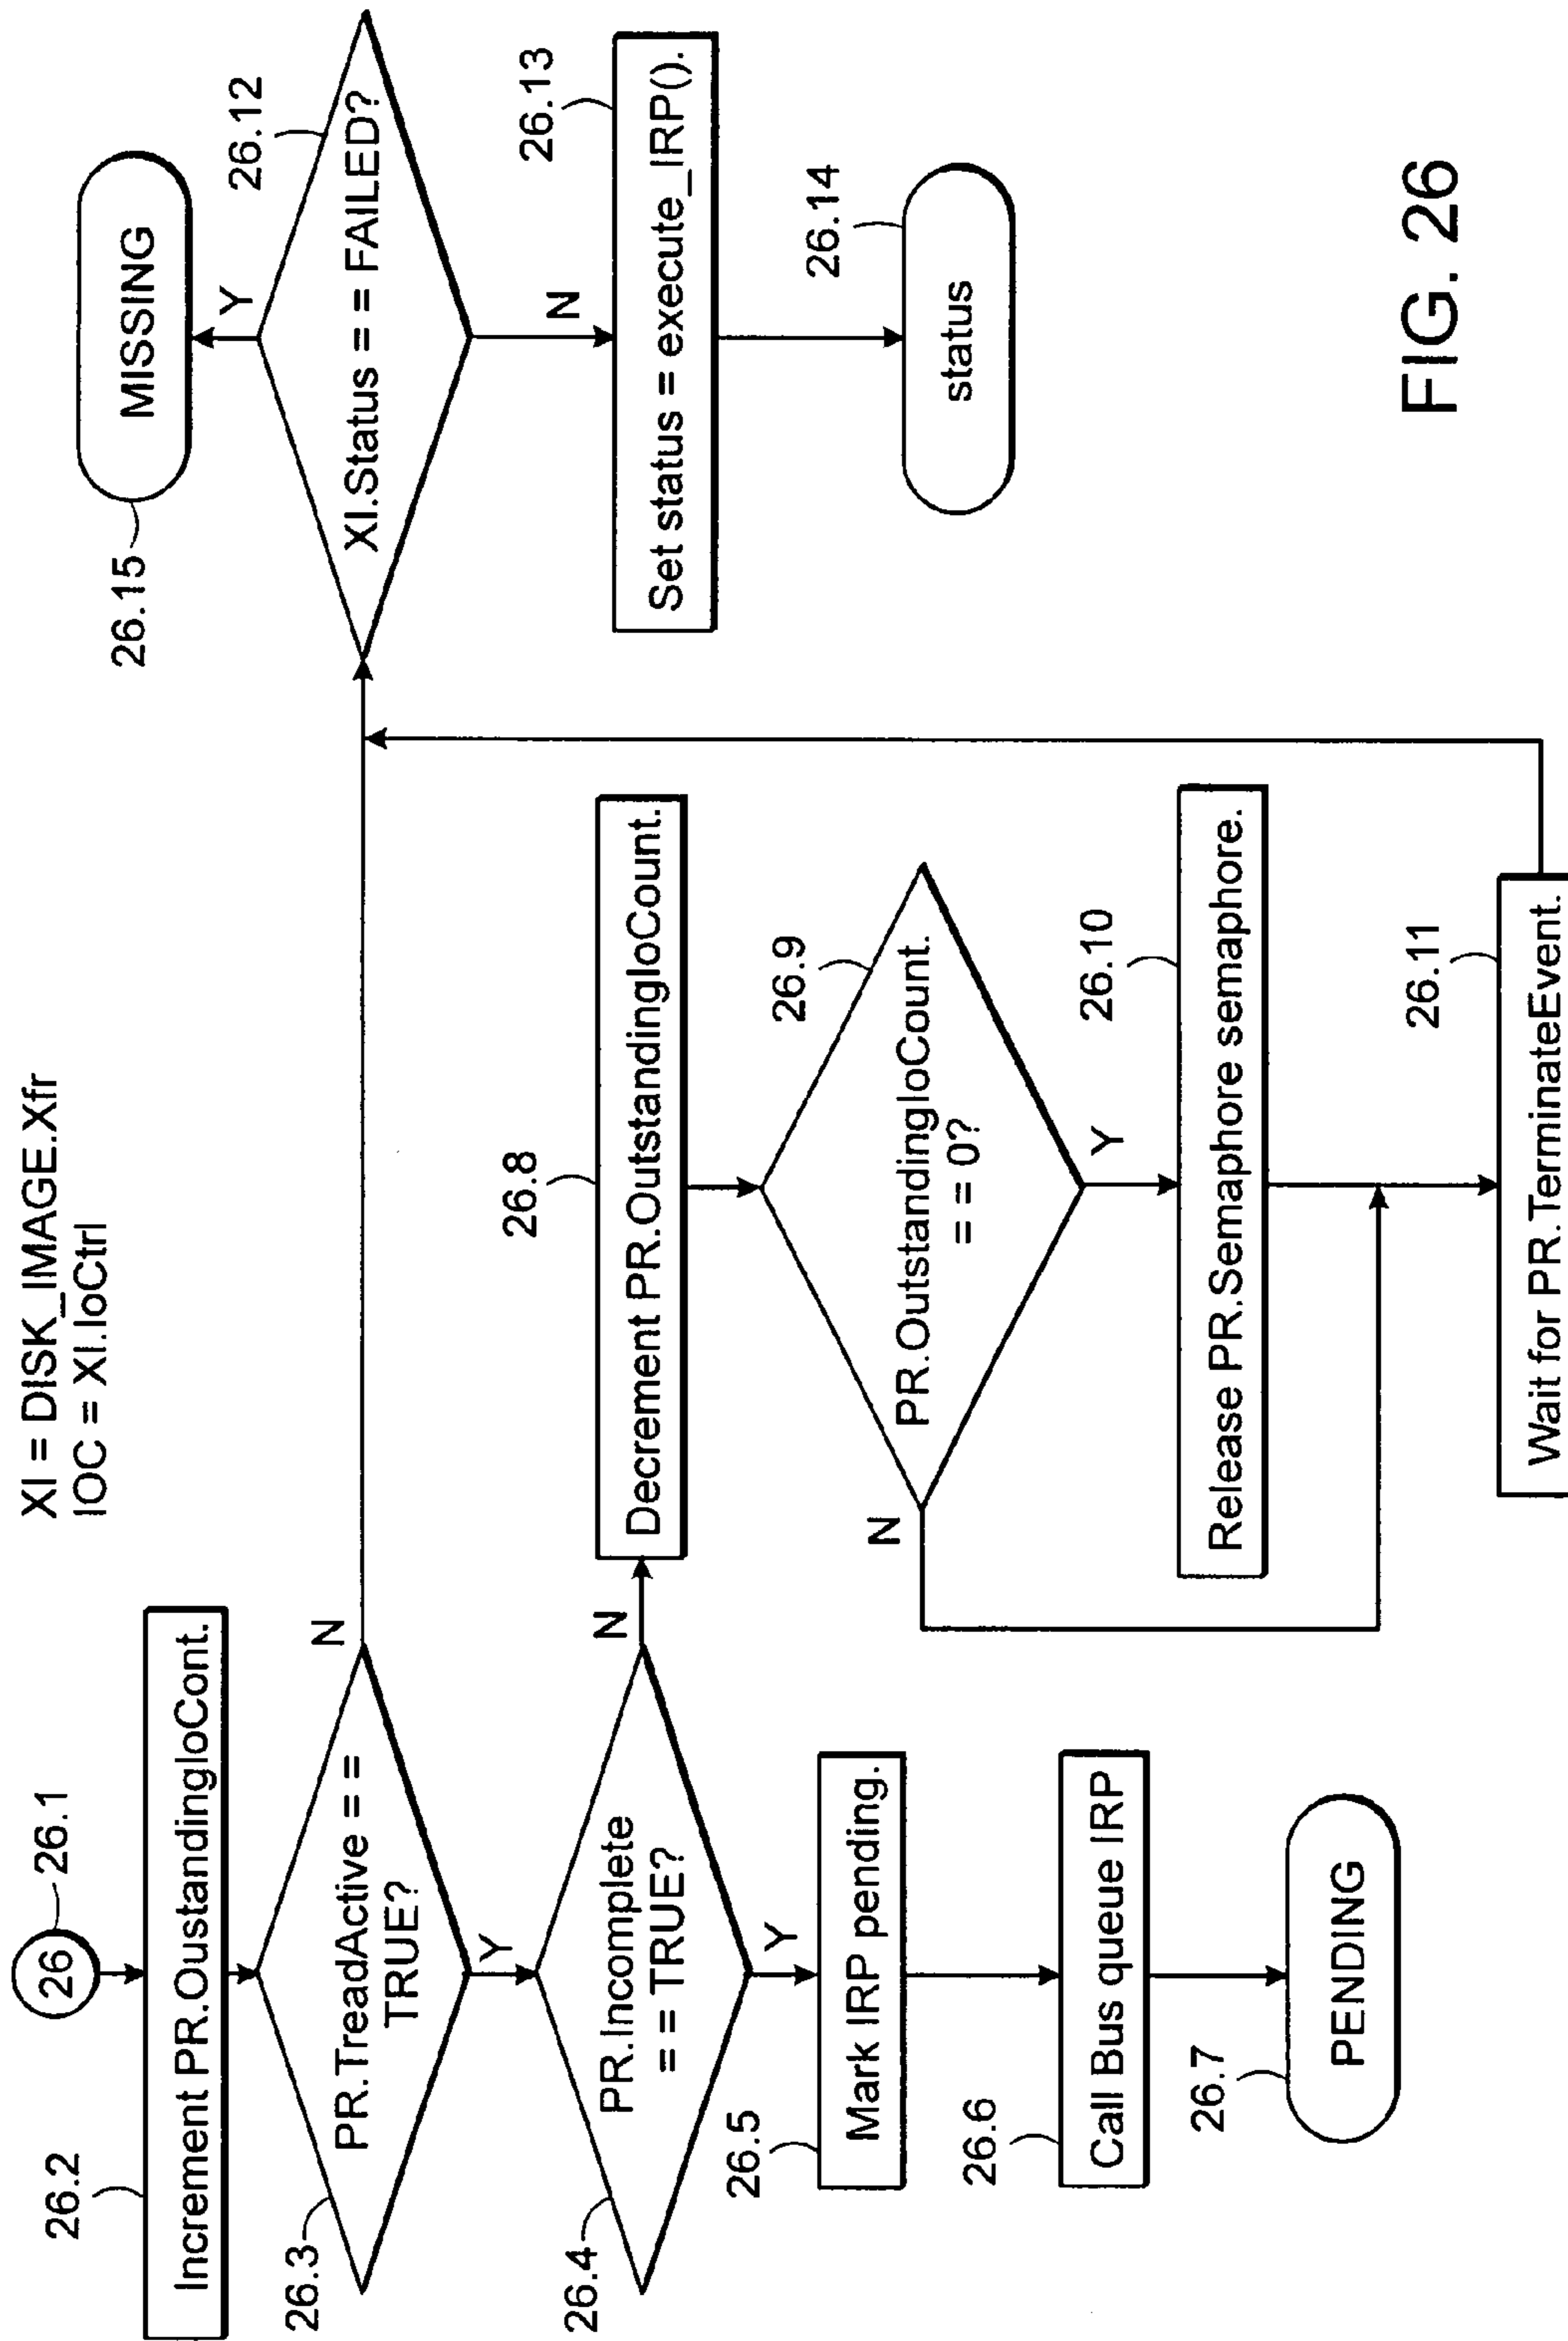 XI = DISK_IMAGE.Xfr
IOC = XI.IoCtrl
26
26.1
26.2
Increment PR.OustandingIoCont.
26.3
PR.TreadActive = =
TRUE?
N
Y
26.4
PR.Incomplete
= = TRUE?
N
Y
26.5
Mark IRP pending.
26.6
Call Bus queue IRP
26.7
PENDING
26.8
Decrement PR.OutstandingIoCount.
26.9
PR.OutstandingIoCount.
= = 0?
N
Y
26.10
Release PR.Semaphore semaphore.
26.11
Wait for PR.TerminateEvent.
26.15
MISSING
Y
26.12
XI.Status = = FAILED?
N
26.13
Set status = execute_IRP().
26.14
status
FIG. 26